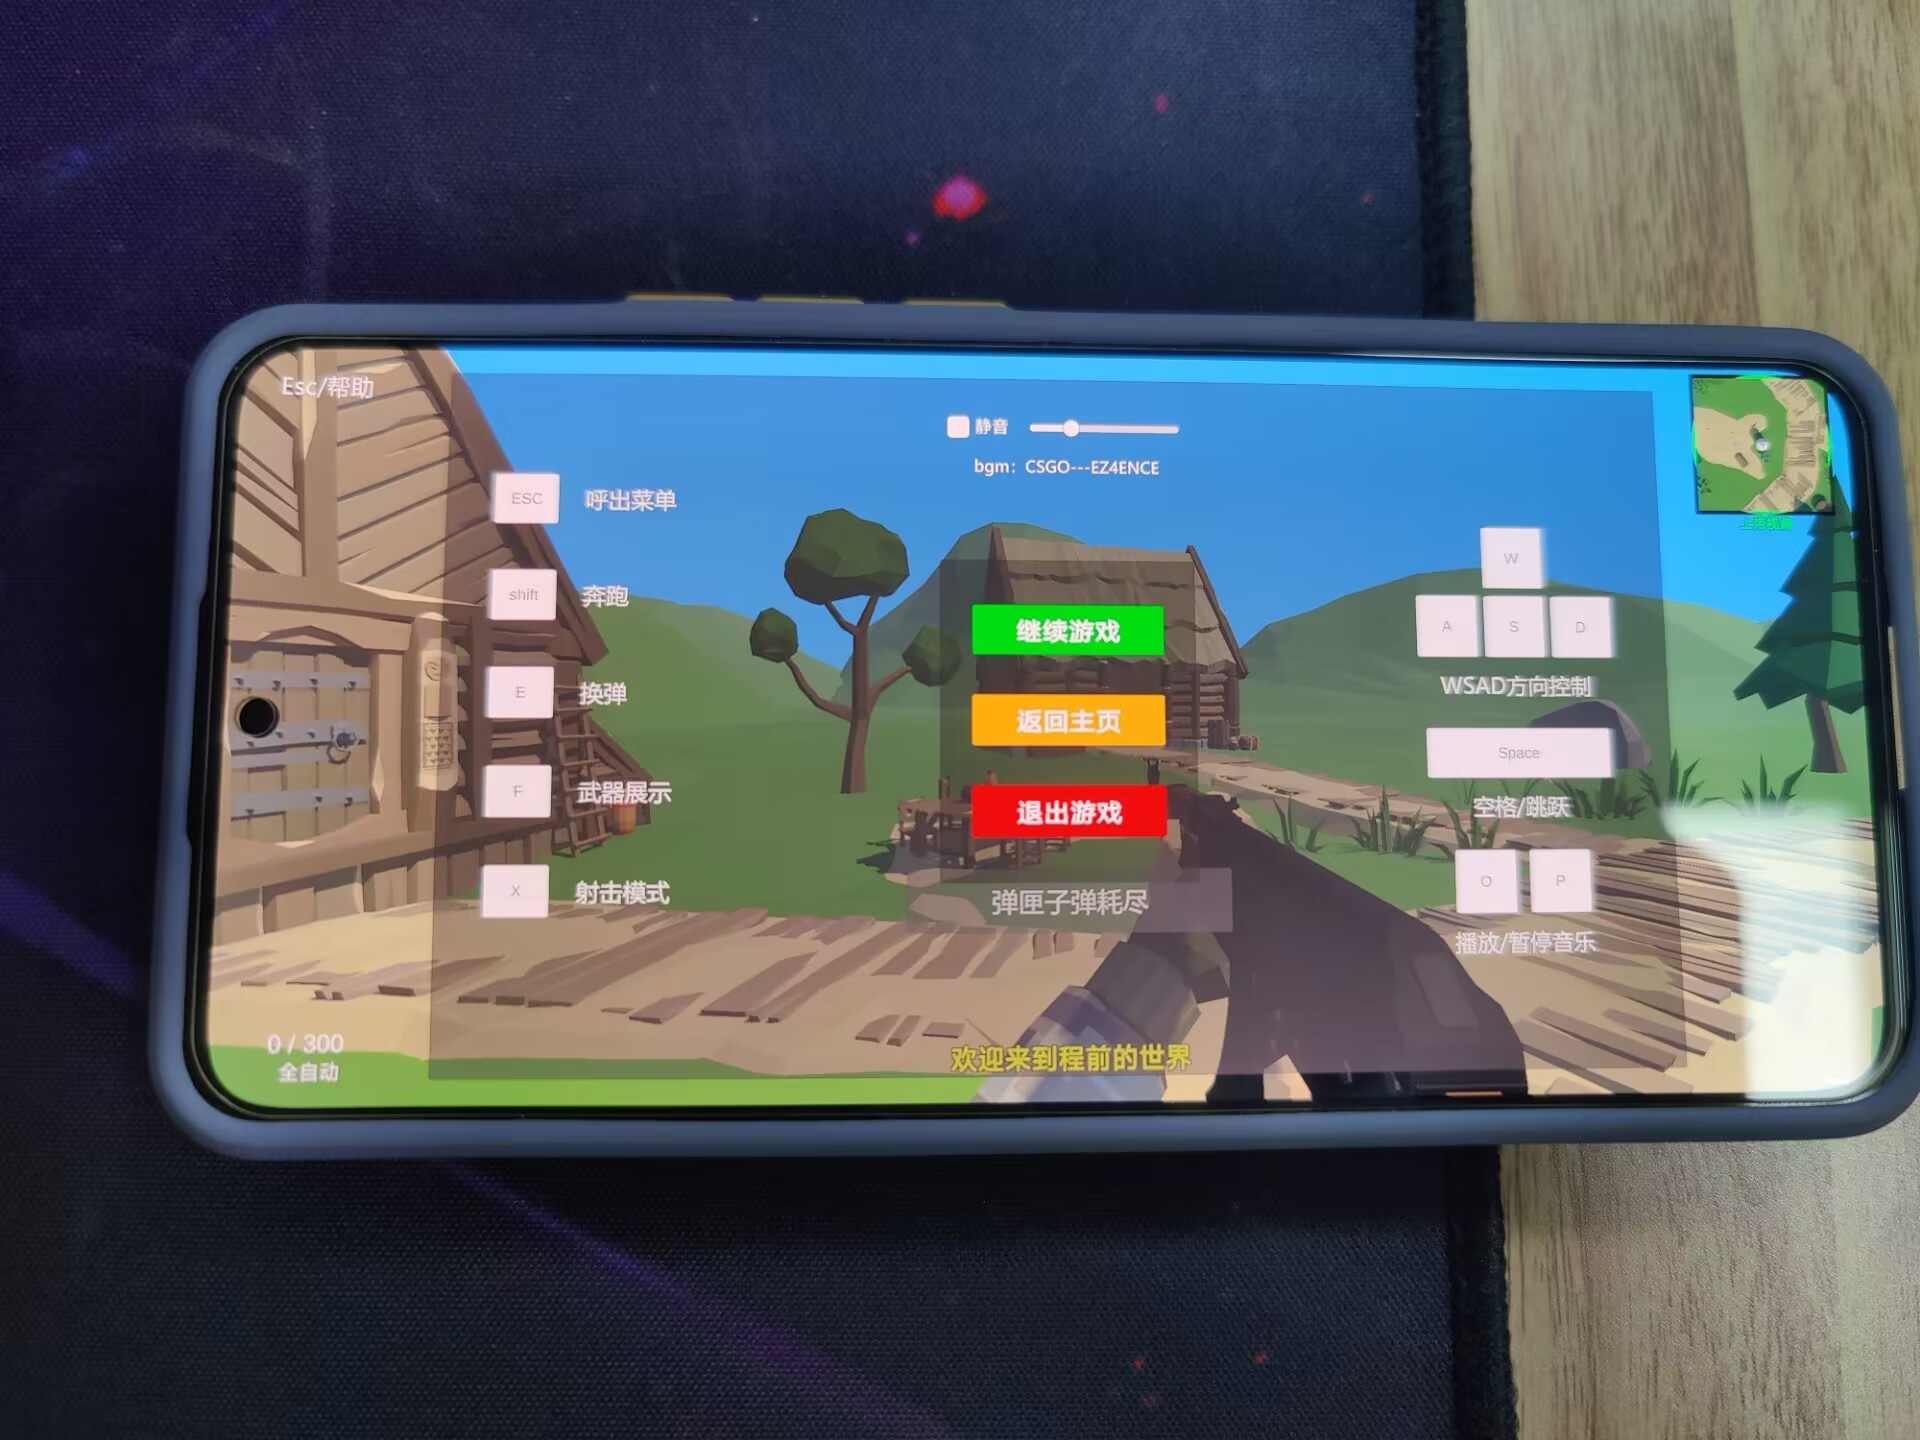 Esc/帮助
静音
bgm: CSGO---EZ4ENCE
ESC 呼出菜单
shift 奔跑
E 换弹
F 武器展示
X 射击模式
继续游戏
返回主页
退出游戏
弹匣子弹耗尽
W
A S D
WSAD方向控制
Space
空格/跳跃
O P
播放/暂停音乐
0 / 300
全自动
欢迎来到程前的世界